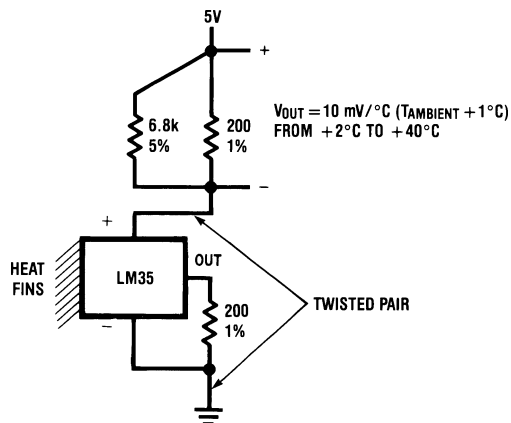 5V
+
6.8k
5%
200
1%
VOUT = 10 mV/°C (TAMBIENT +1°C)
FROM +2°C TO +40°C
−
+
HEAT
FINS
LM35
OUT
−
200
1%
TWISTED PAIR